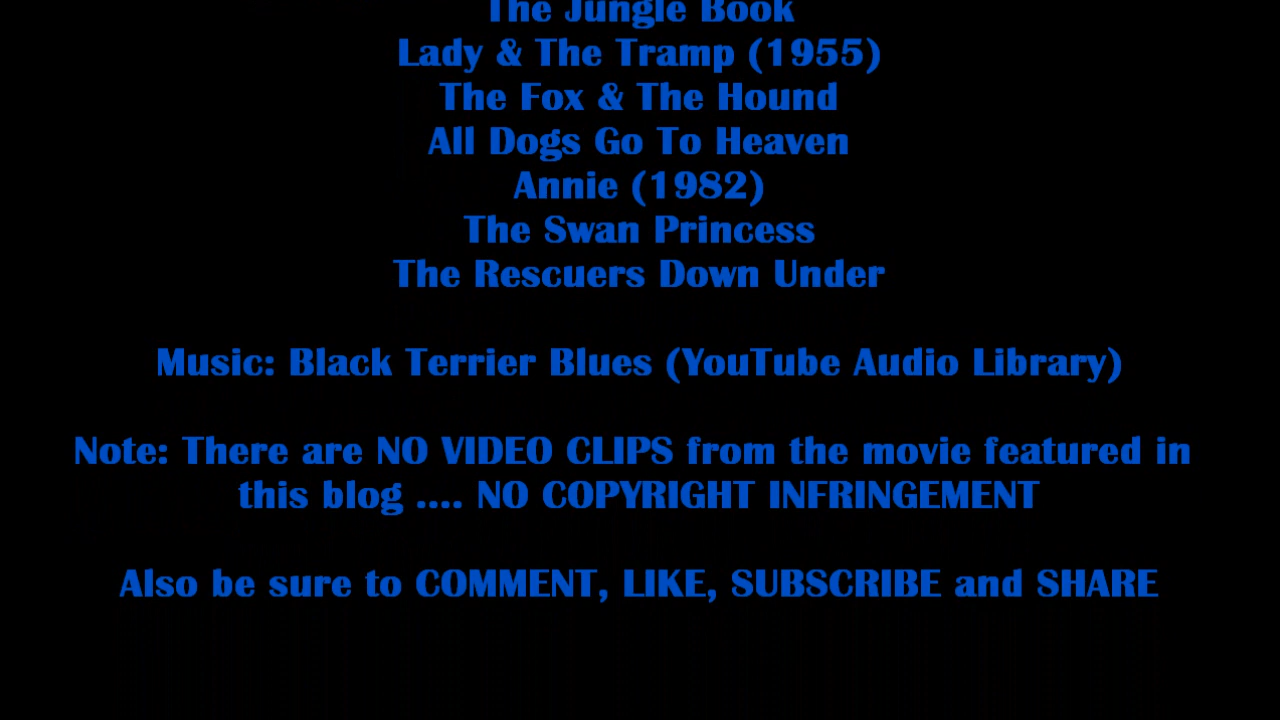 The Jungle Book
Lady & The Tramp (1955)
The Fox & The Hound
All Dogs Go To Heaven
Annie (1982)
The Swan Princess
The Rescuers Down Under
Music: Black Terrier Blues (YouTube Audio Library)
Note: There are NO VIDEO CLIPS from the movie featured in
this blog .... NO COPYRIGHT INFRINGEMENT
Also be sure to COMMENT, LIKE, SUBSCRIBE and SHARE